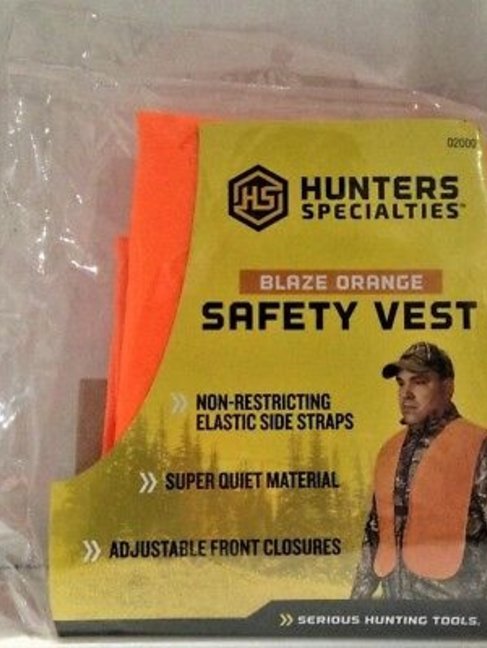 02000
HS
HUNTERS
SPECIALTIES™
BLAZE ORANGE
SAFETY VEST
NON-RESTRICTING
ELASTIC SIDE STRAPS
SUPER QUIET MATERIAL
ADJUSTABLE FRONT CLOSURES
SERIOUS HUNTING TOOLS.